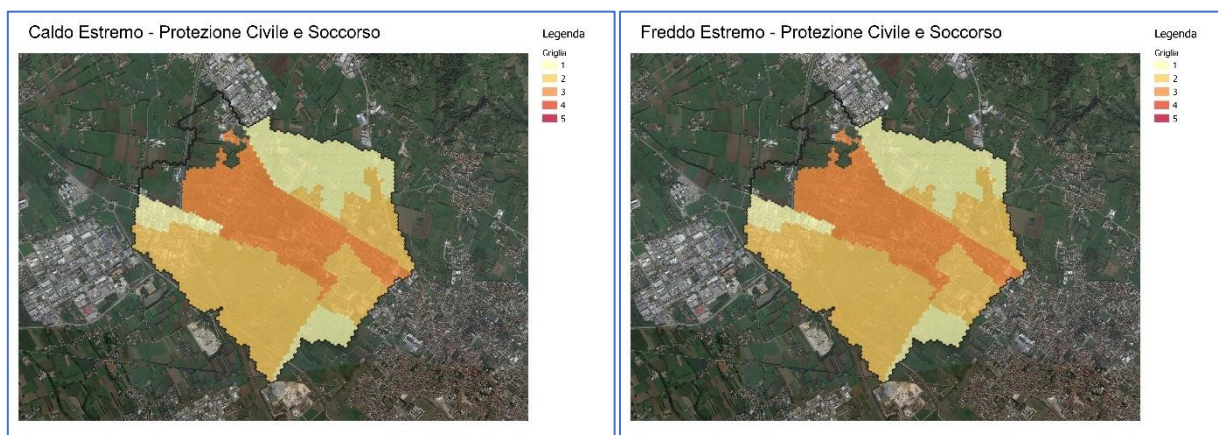 Caldo Estremo - Protezione Civile e Soccorso
Legenda
Griglia
1
2
3
4
5
Freddo Estremo - Protezione Civile e Soccorso
Legenda
Griglia
1
2
3
4
5